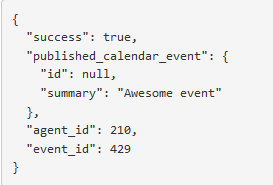 {
  "success": true,
  "published_calendar_event": {
    "id": null,
    "summary": "Awesome event"
  },
  "agent_id": 210,
  "event_id": 429
}